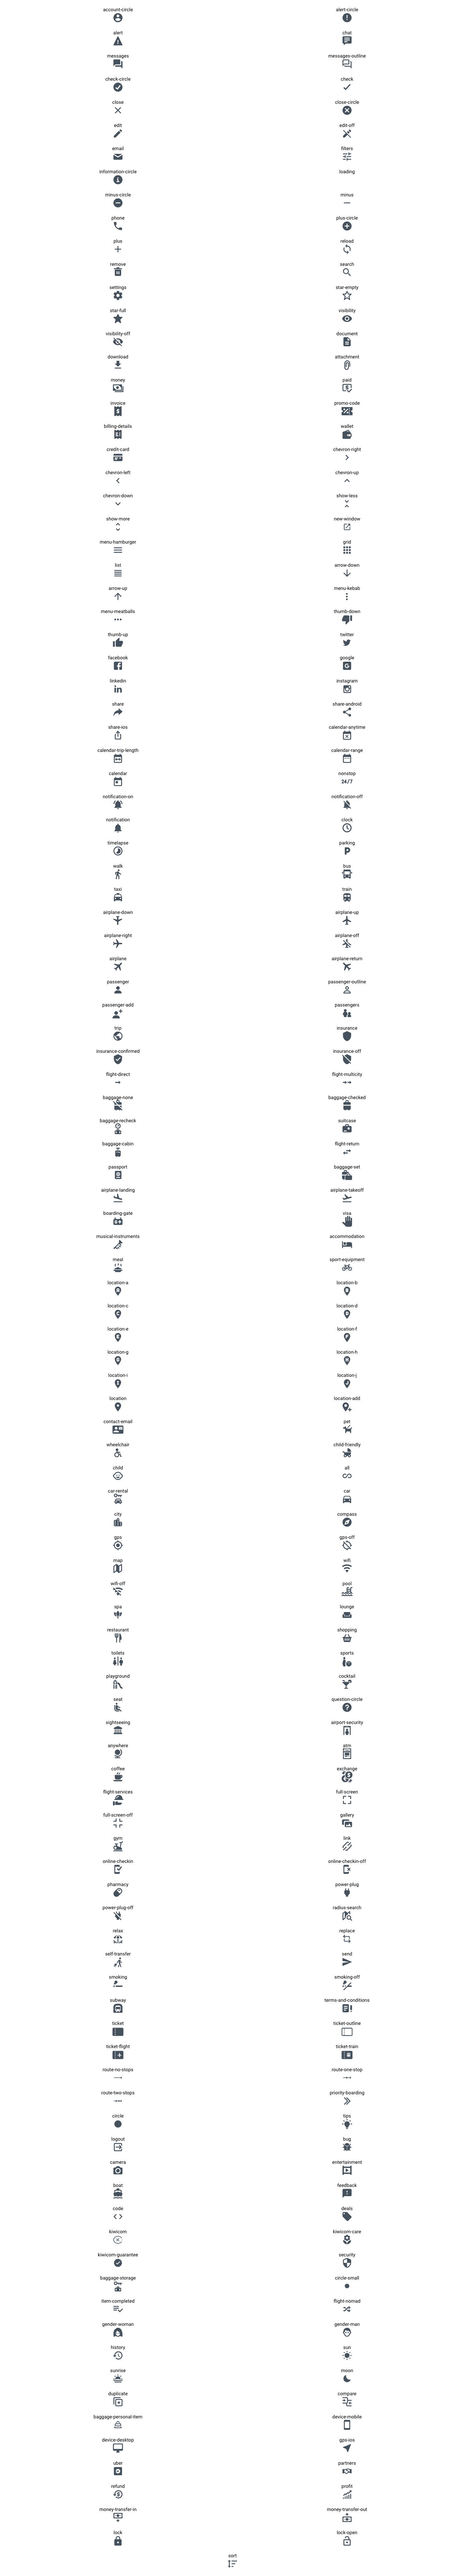 account-circle alert-circle
alert chat
messages messages-outline
check-circle check
close close-circle
edit edit-off
email filters
information-circle loading
minus-circle minus
phone plus-circle
plus reload
remove search
settings star-empty
star-full visibility
visibility-off document
download attachment
money paid
invoice promo-code
billing-details wallet
credit-card chevron-right
chevron-left chevron-up
chevron-down show-less
show-more new-window
menu-hamburger grid
list arrow-down
arrow-up menu-kebab
menu-meatballs thumb-down
thumb-up twitter
facebook google
linkedin instagram
share share-android
share-ios calendar-anytime
calendar-trip-length calendar-range
calendar nonstop
24/7
notification-on notification-off
notification clock
timelapse parking
walk bus
taxi train
airplane-down airplane-up
airplane-right airplane-off
airplane airplane-return
passenger passenger-outline
passenger-add passengers
trip insurance
insurance-confirmed insurance-off
flight-direct flight-multicity
baggage-none baggage-checked
baggage-recheck suitcase
baggage-cabin flight-return
passport baggage-set
airplane-landing airplane-takeoff
boarding-gate visa
musical-instruments accommodation
meal sport-equipment
location-a location-b
location-c location-d
location-e location-f
location-g location-h
location-i location-j
location location-add
contact-email pet
wheelchair child-friendly
child all
car-rental car
city compass
gps gps-off
map wifi
wifi-off pool
spa lounge
restaurant shopping
toilets sports
playground cocktail
seat question-circle
sightseeing airport-security
anywhere atm
coffee exchange
flight-services full-screen
full-screen-off gallery
gym link
online-checkin online-checkin-off
pharmacy power-plug
power-plug-off radius-search
relax replace
self-transfer send
smoking smoking-off
subway terms-and-conditions
ticket ticket-outline
ticket-flight ticket-train
route-no-stops route-one-stop
route-two-stops priority-boarding
circle tips
logout bug
camera entertainment
boat feedback
code deals
kiwicom kiwicom-care
kiwicom-guarantee security
baggage-storage circle-small
item-completed flight-nomad
gender-woman gender-man
history sun
sunrise moon
duplicate compare
baggage-personal-item device-mobile
device-desktop gps-ios
uber partners
refund profit
money-transfer-in money-transfer-out
lock lock-open
sort